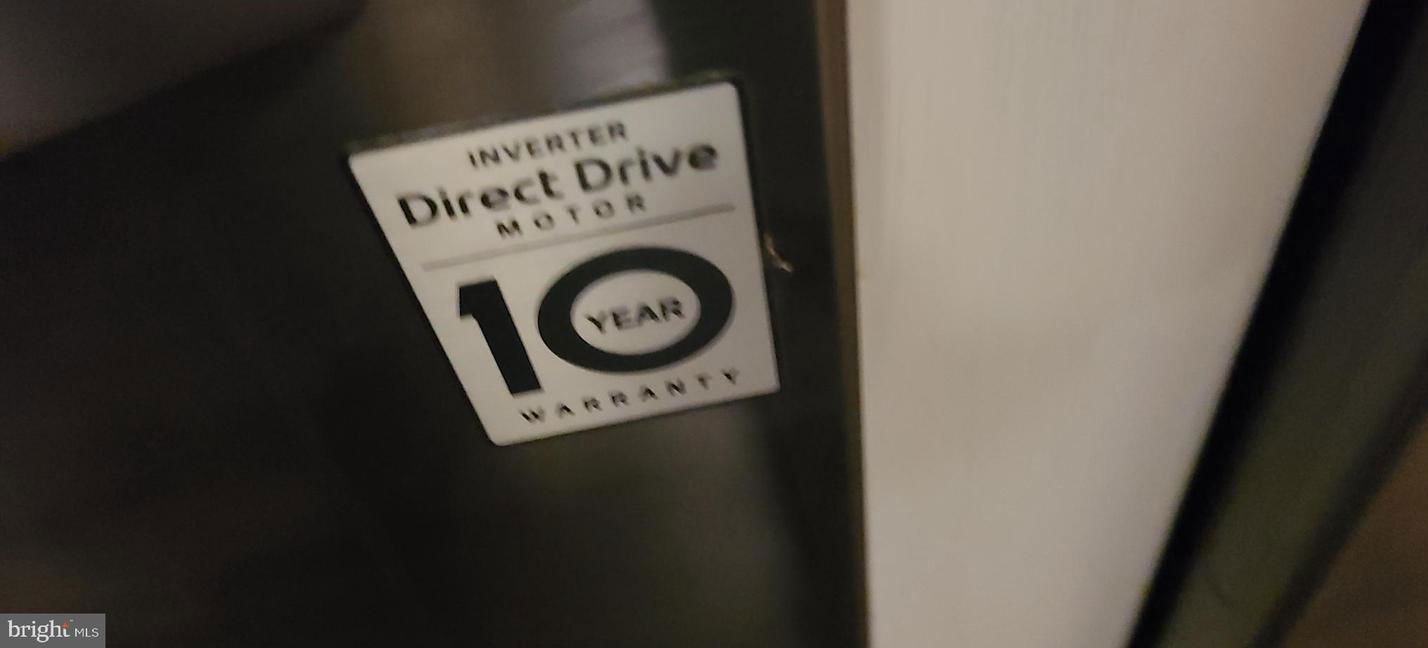 INVERTER
Direct Drive
MOTOR
10
YEAR
WARRANTY
bright MLS